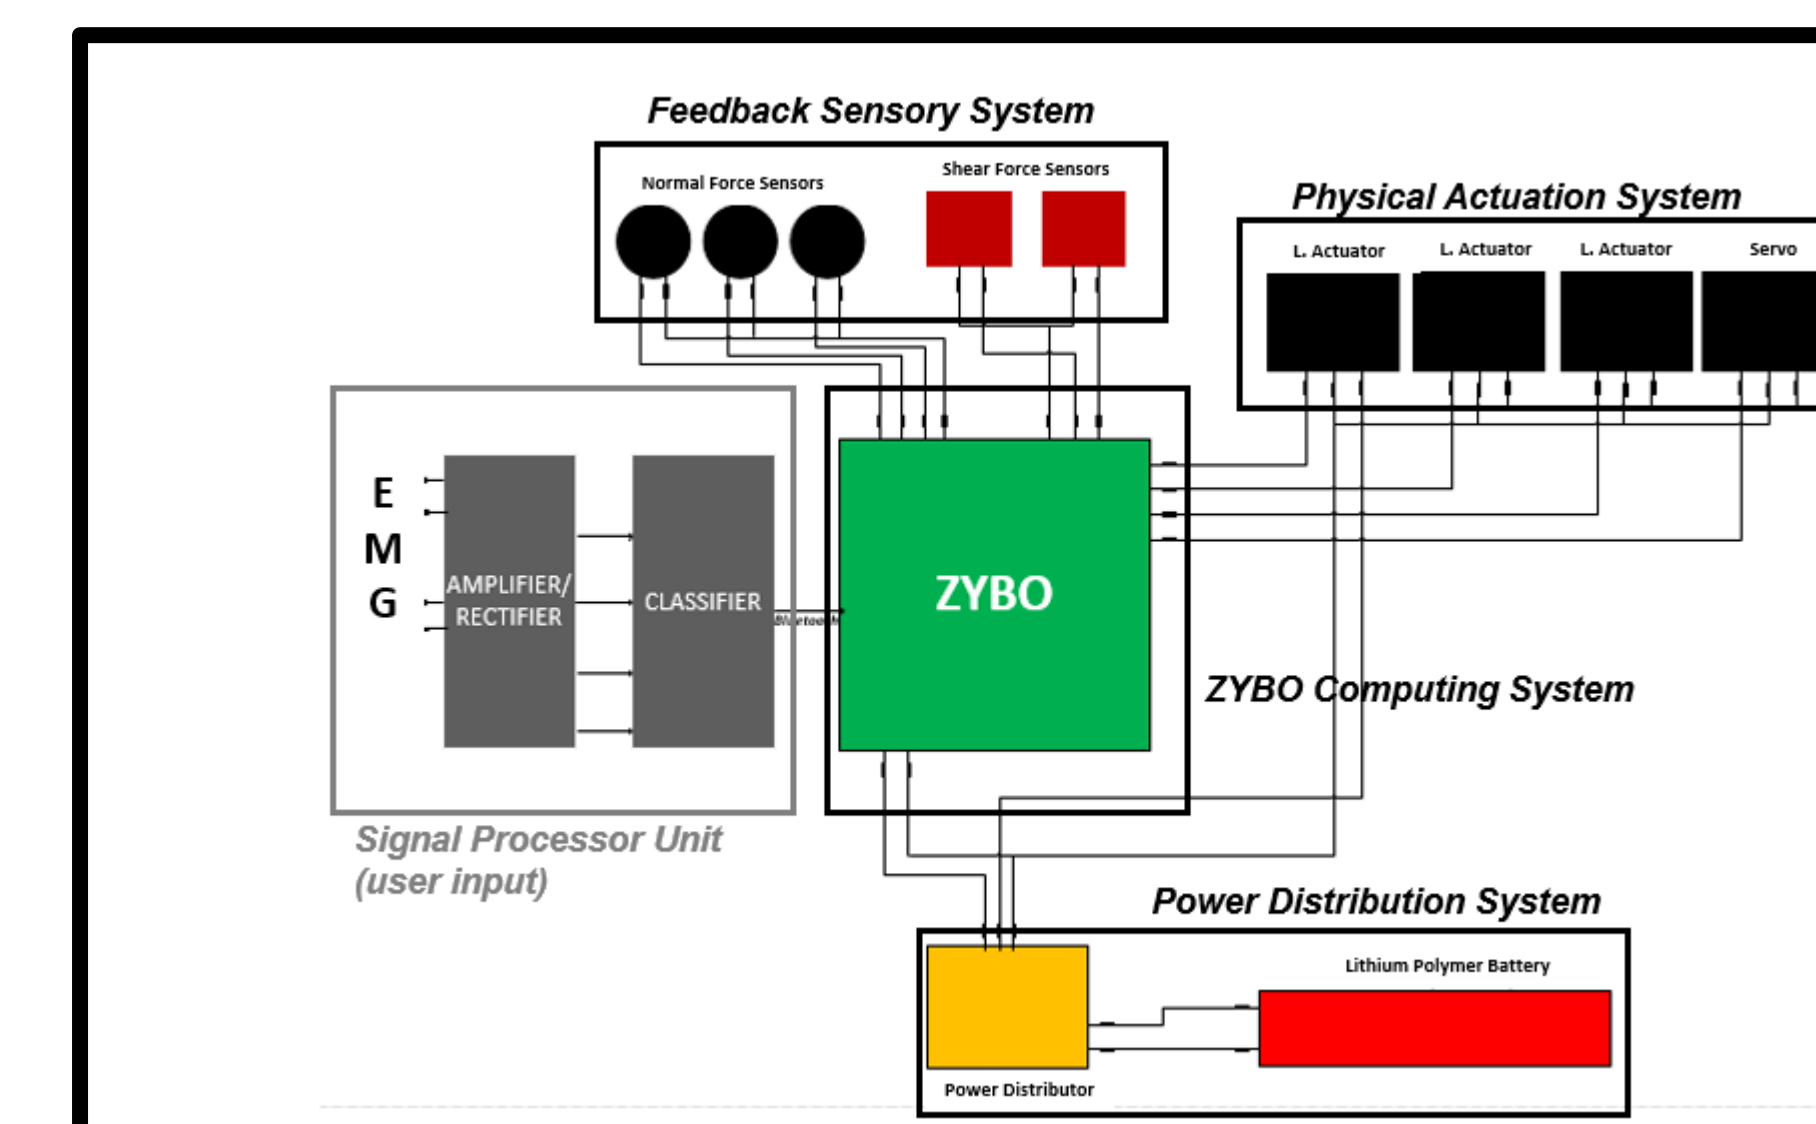 Feedback Sensory System
Normal Force Sensors
Shear Force Sensors
Physical Actuation System
L. Actuator
L. Actuator
L. Actuator
Servo
E
M
G
AMPLIFIER/
RECTIFIER
CLASSIFIER
Bluetooth
ZYBO
ZYBO Computing System
Signal Processor Unit
(user input)
Power Distribution System
Lithium Polymer Battery
Power Distributor